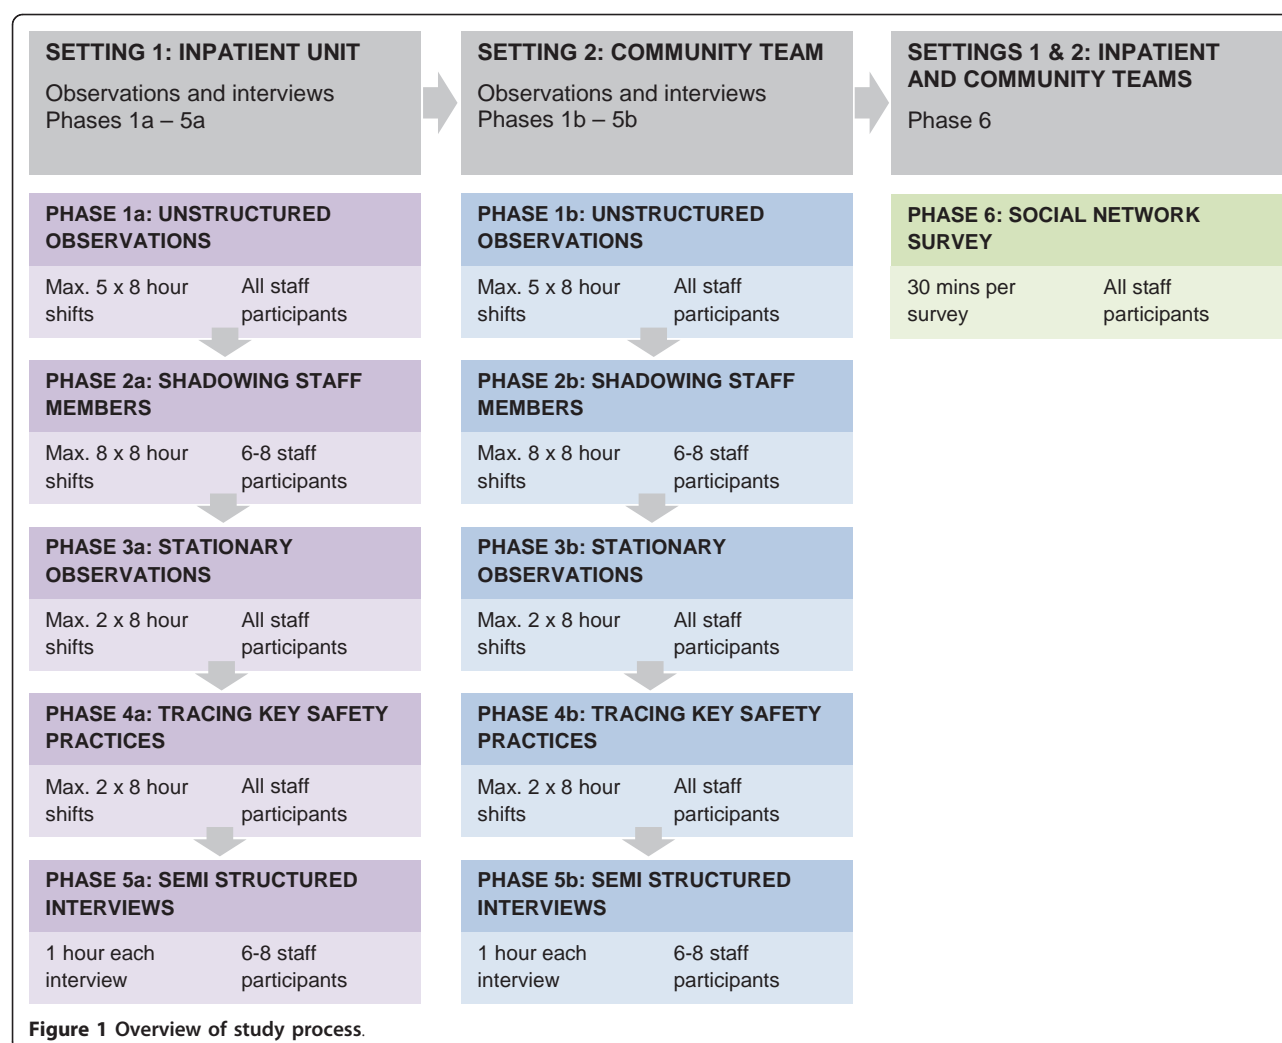 SETTING 1: INPATIENT UNIT
Observations and interviews
Phases 1a – 5a
SETTING 2: COMMUNITY TEAM
Observations and interviews
Phases 1b – 5b
SETTINGS 1 & 2: INPATIENT
AND COMMUNITY TEAMS
Phase 6
PHASE 1a: UNSTRUCTURED
OBSERVATIONS
Max. 5 x 8 hour
shifts
All staff
participants
PHASE 2a: SHADOWING STAFF
MEMBERS
Max. 8 x 8 hour
shifts
6-8 staff
participants
PHASE 3a: STATIONARY
OBSERVATIONS
Max. 2 x 8 hour
shifts
All staff
participants
PHASE 4a: TRACING KEY SAFETY
PRACTICES
Max. 2 x 8 hour
shifts
All staff
participants
PHASE 5a: SEMI STRUCTURED
INTERVIEWS
1 hour each
interview
6-8 staff
participants
PHASE 1b: UNSTRUCTURED
OBSERVATIONS
Max. 5 x 8 hour
shifts
All staff
participants
PHASE 2b: SHADOWING STAFF
MEMBERS
Max. 8 x 8 hour
shifts
6-8 staff
participants
PHASE 3b: STATIONARY
OBSERVATIONS
Max. 2 x 8 hour
shifts
All staff
participants
PHASE 4b: TRACING KEY SAFETY
PRACTICES
Max. 2 x 8 hour
shifts
All staff
participants
PHASE 5b: SEMI STRUCTURED
INTERVIEWS
1 hour each
interview
6-8 staff
participants
PHASE 6: SOCIAL NETWORK
SURVEY
30 mins per
survey
All staff
participants
Figure 1 Overview of study process.